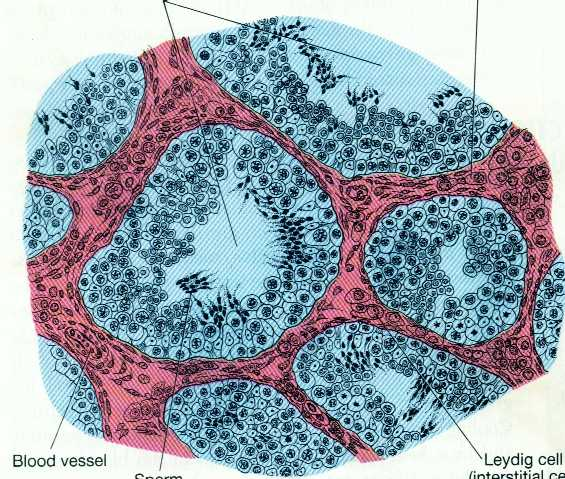 Blood vessel
Sperm
Leydig cell
(interstitial ce